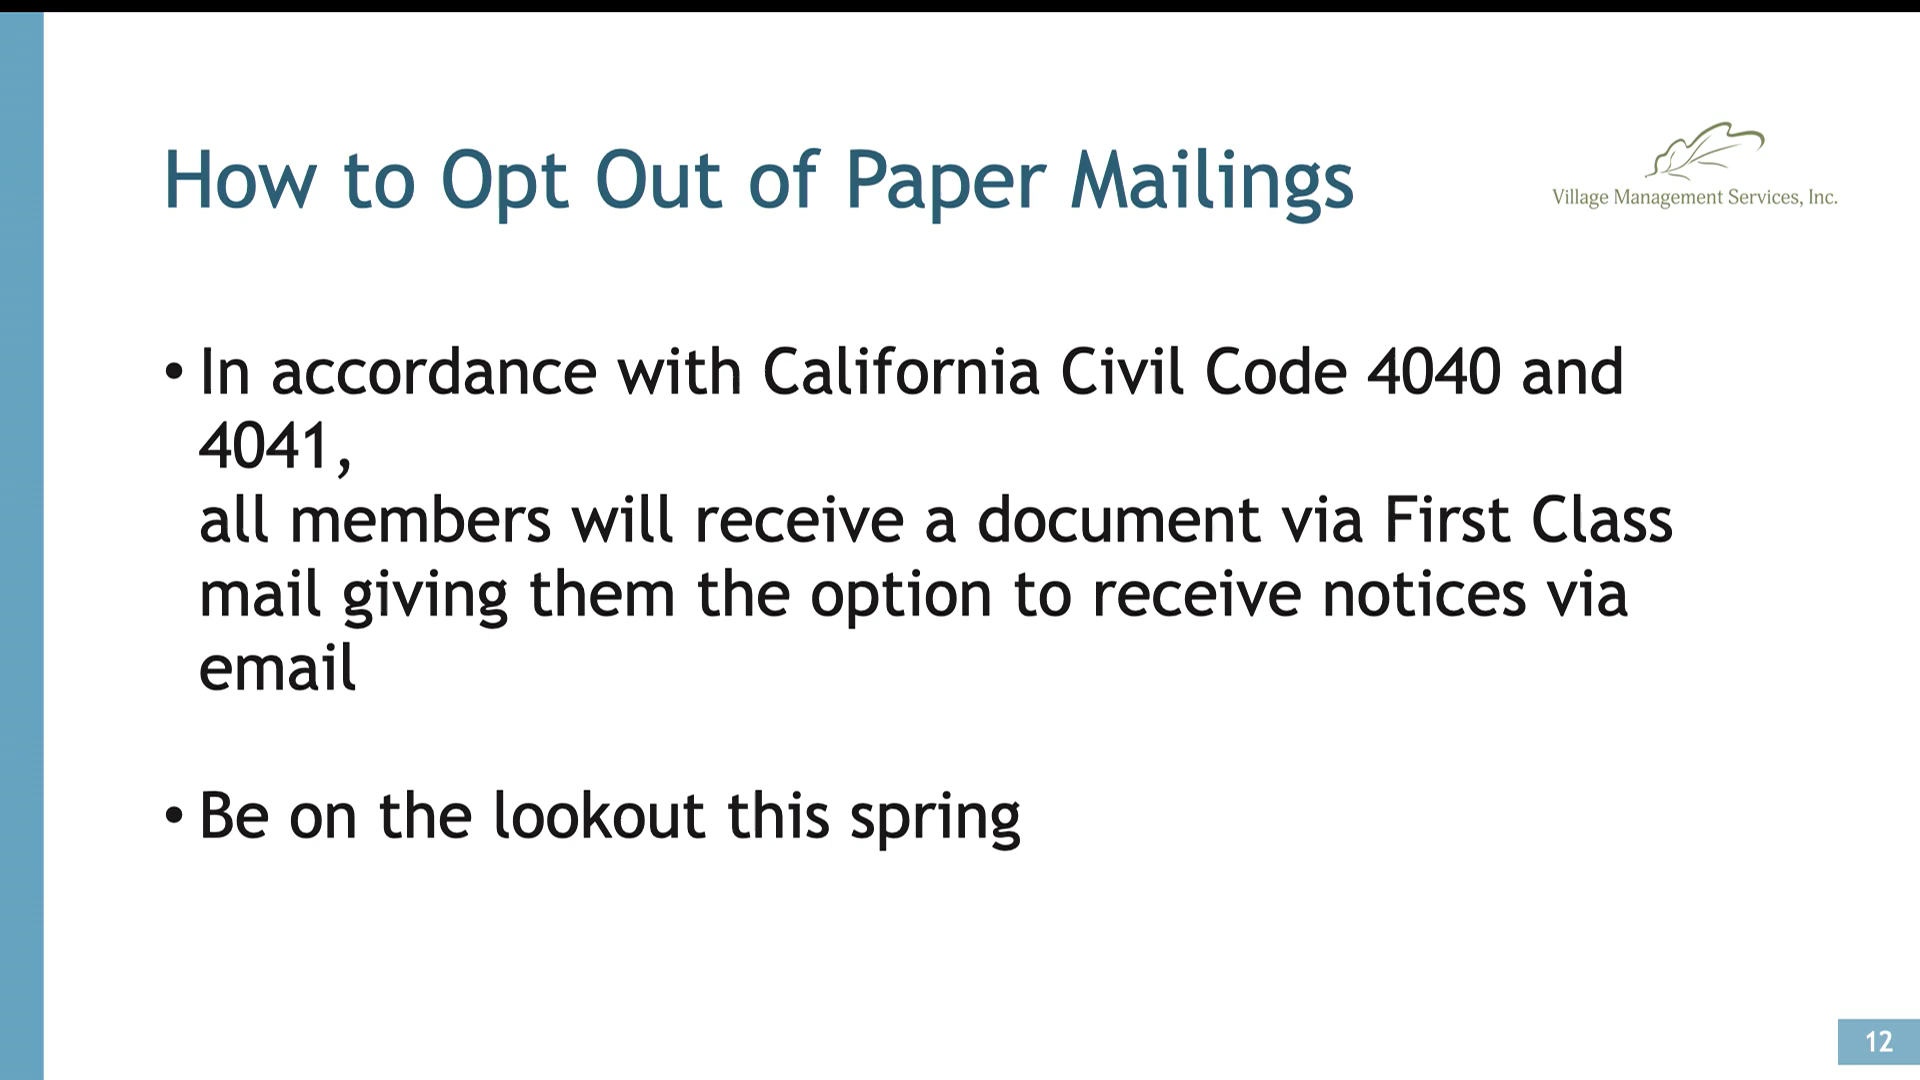 How to Opt Out of Paper Mailings
Village Management Services, Inc.
• In accordance with California Civil Code 4040 and
4041,
all members will receive a document via First Class
mail giving them the option to receive notices via
email
• Be on the lookout this spring
12